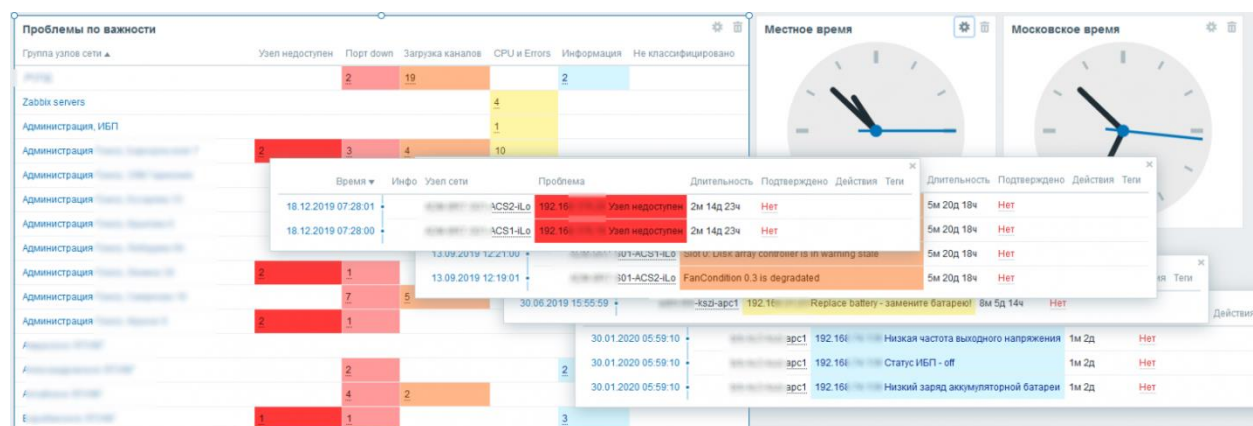 Проблемы по важности
Местное время
Московское время
Группа узлов сети ▲ Узел недоступен Порт down Загрузка каналов CPU и Errors Информация Не классифицировано
2 19 2
Zabbix servers 4
Администрация, ИБП 1
Администрация 2 3 4 10
Администрация
Администрация
Администрация
Администрация
Администрация 2 1
Администрация 7 5
Администрация 2 1
2 2
4 2
1 1 3
Время ▼ Инфо Узел сети Проблема Длительность Подтверждено Действия Теги
18.12.2019 07:28:01 ACS2-iLo 192.16 Узел недоступен 2м 14д 23ч Нет
18.12.2019 07:28:00 ACS1-iLo 192.16 Узел недоступен 2м 14д 23ч Нет
Длительность Подтверждено Действия Теги
5м 20д 18ч Нет
5м 20д 18ч Нет
13.09.2019 12:21:00 S01-ACS1-iLo Slot 0: Disk array controller is in warning state 5м 20д 18ч Нет
13.09.2019 12:19:01 S01-ACS2-iLo FanCondition 0.3 is degradated 5м 20д 18ч Нет
Теги
30.06.2019 15:55:59 -kszi-apc1 192.16 Replace battery - замените батарею! 8м 5д 14ч Нет
Действия
30.01.2020 05:59:10 apc1 192.168 Низкая частота выходного напряжения 1м 2д Нет
30.01.2020 05:59:10 apc1 192.168 Статус ИБП - off 1м 2д Нет
30.01.2020 05:59:10 apc1 192.168 Низкий заряд аккумуляторной батареи 1м 2д Нет